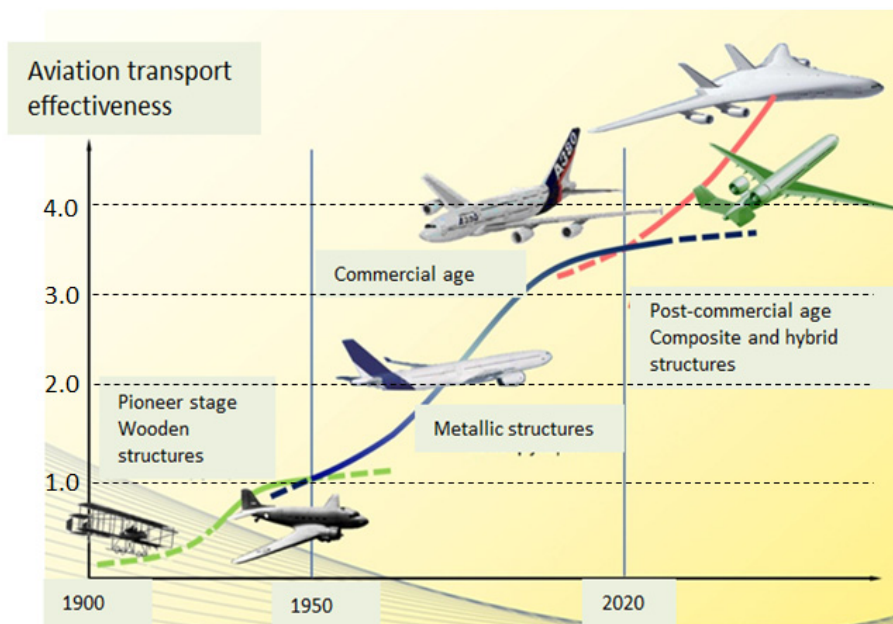 Aviation transport
effectiveness
4.0
3.0
2.0
1.0
A380
Commercial age
Post-commercial age
Composite and hybrid
structures
Pioneer stage
Wooden
structures
Metallic structures
1900
1950
2020